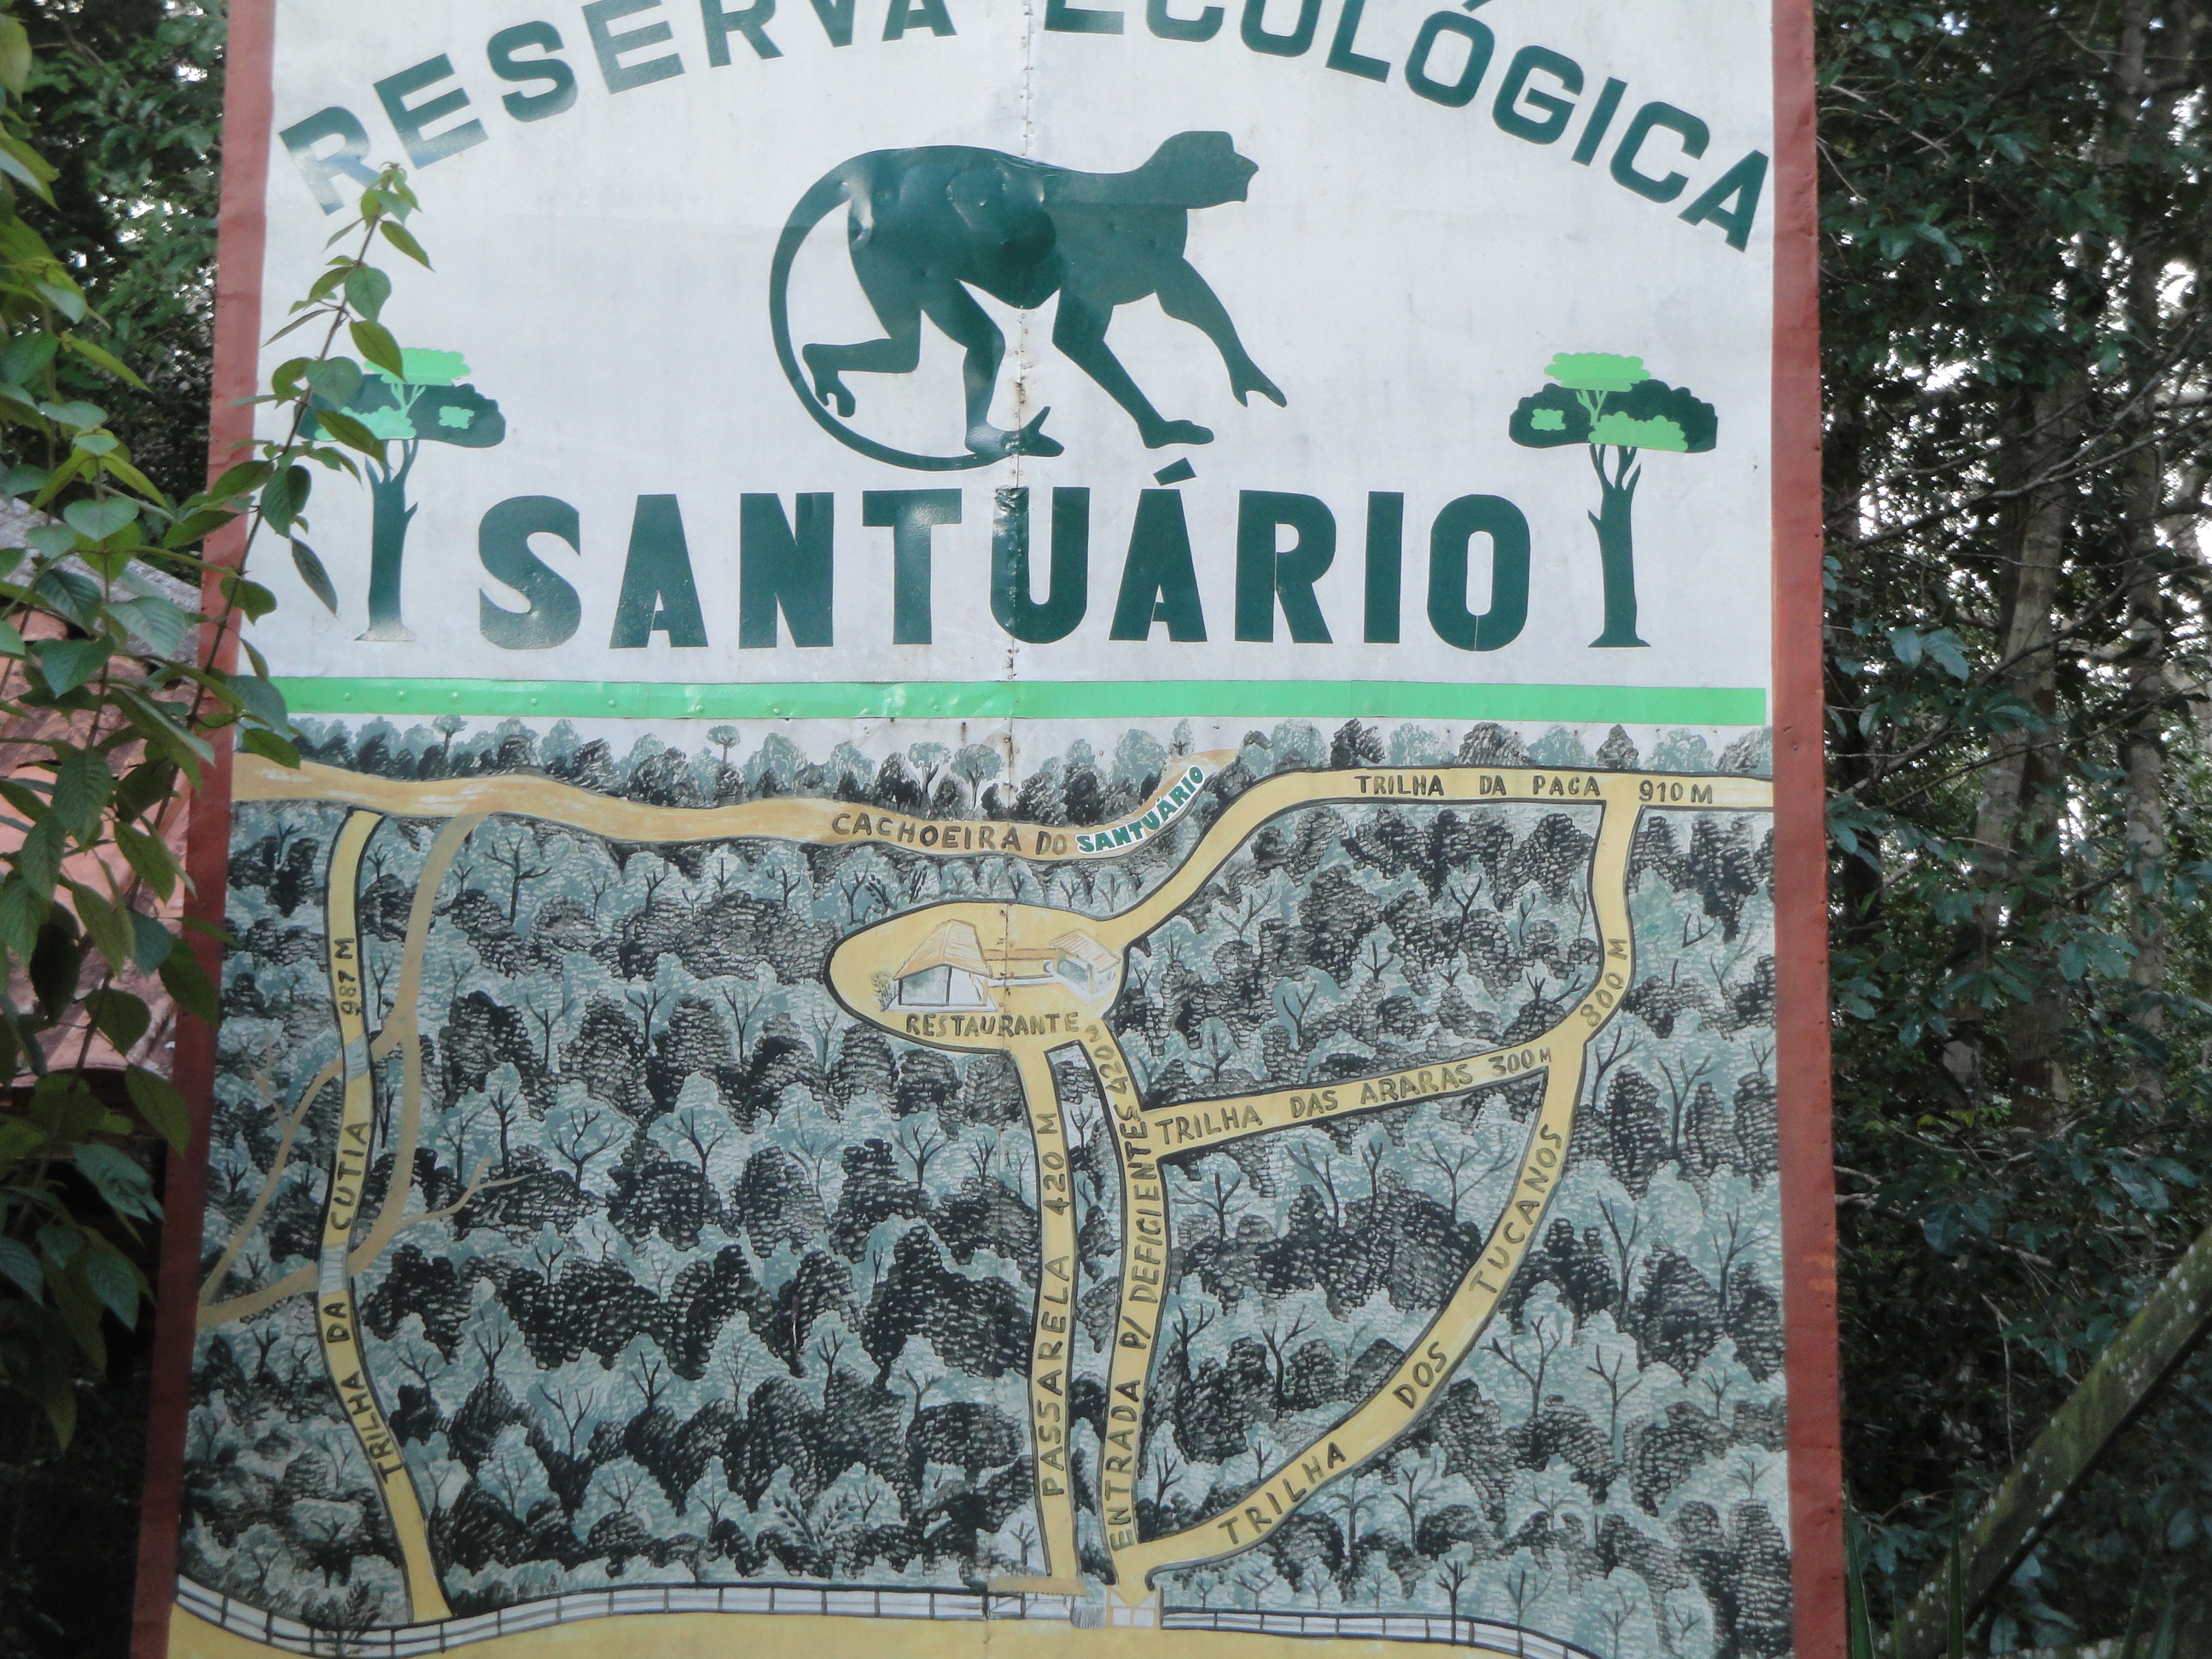 RESERVA ECOLÓGICA
SANTUÁRIO
TRILHA DA PACA 910 M
CACHOEIRA DO SANTUÁRIO
RESTAURANTE
TRILHA DA CUTIA 987 M
PASSARELA 420 M
ENTRADA P/ DEFICIENTES 420 M
TRILHA DAS ARARAS 300 M
TRILHA DOS TUCANOS 800 M